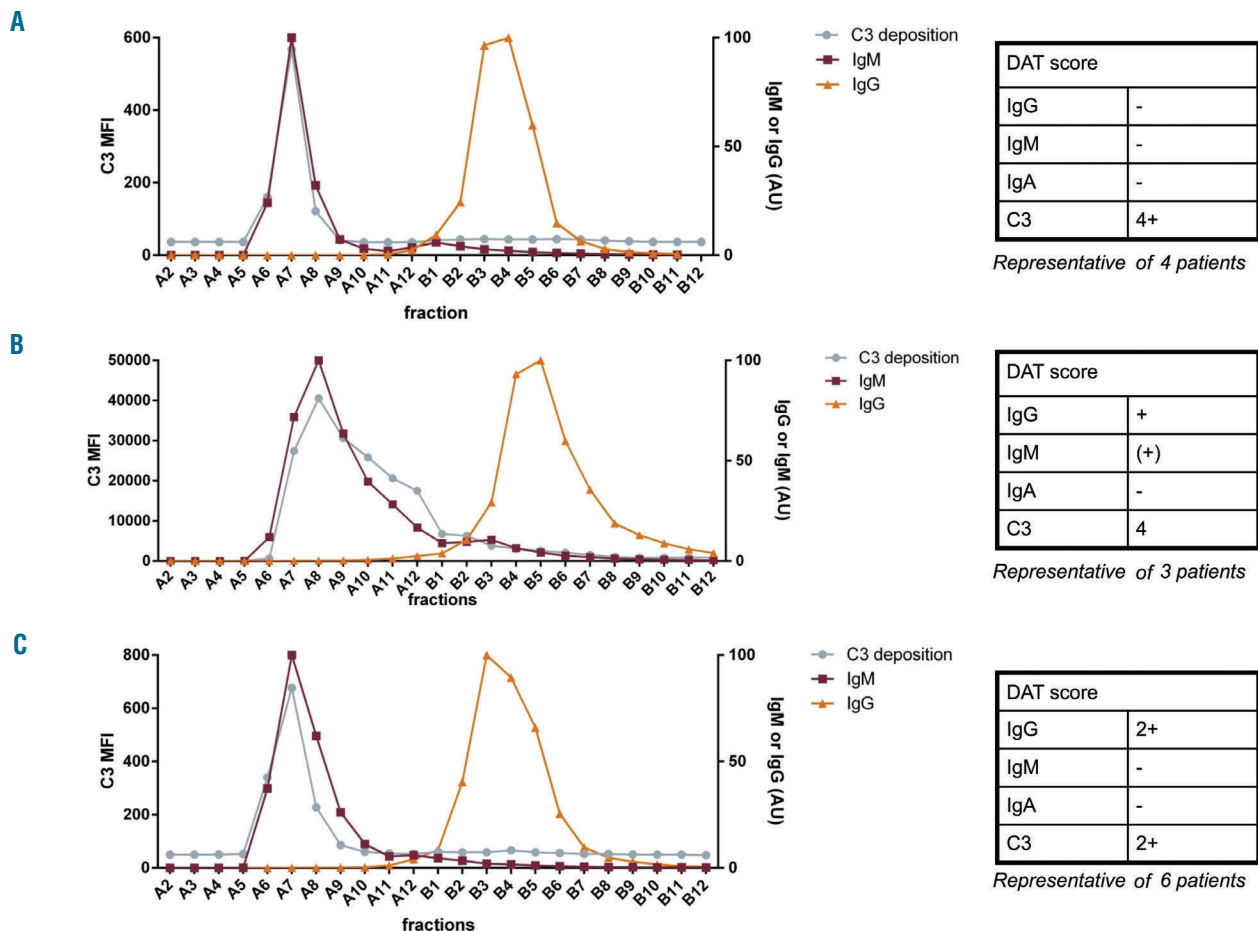 A
600
400
200
0
C3 MFI
100
50
0
IgM or IgG (AU)
A2 A3 A4 A5 A6 A7 A8 A9 A10 A11 A12 B1 B2 B3 B4 B5 B6 B7 B8 B9 B10 B11 B12
fraction
C3 deposition
IgM
IgG
DAT score
IgG -
IgM -
IgA -
C3 4+
Representative of 4 patients
B
50000
40000
30000
20000
10000
0
C3 MFI
100
50
0
IgG or IgM (AU)
A2 A3 A4 A5 A6 A7 A8 A9 A10 A11 A12 B1 B2 B3 B4 B5 B6 B7 B8 B9 B10 B11 B12
fractions
C3 deposition
IgM
IgG
DAT score
IgG +
IgM (+)
IgA -
C3 4
Representative of 3 patients
C
800
600
400
200
0
C3 MFI
100
50
0
IgM or IgG (AU)
A2 A3 A4 A5 A6 A7 A8 A9 A10 A11 A12 B1 B2 B3 B4 B5 B6 B7 B8 B9 B10 B11 B12
fractions
C3 deposition
IgM
IgG
DAT score
IgG 2+
IgM -
IgA -
C3 2+
Representative of 6 patients